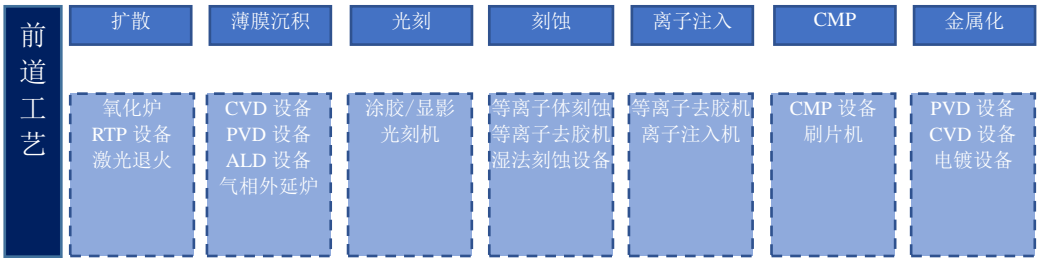 前道工艺
扩散
薄膜沉积
光刻
刻蚀
离子注入
CMP
金属化
氧化炉
RTP 设备
激光退火
CVD 设备
PVD 设备
ALD 设备
气相外延炉
涂胶/显影
光刻机
等离子体刻蚀
等离子去胶机
湿法刻蚀设备
等离子去胶机
离子注入机
CMP 设备
刷片机
PVD 设备
CVD 设备
电镀设备